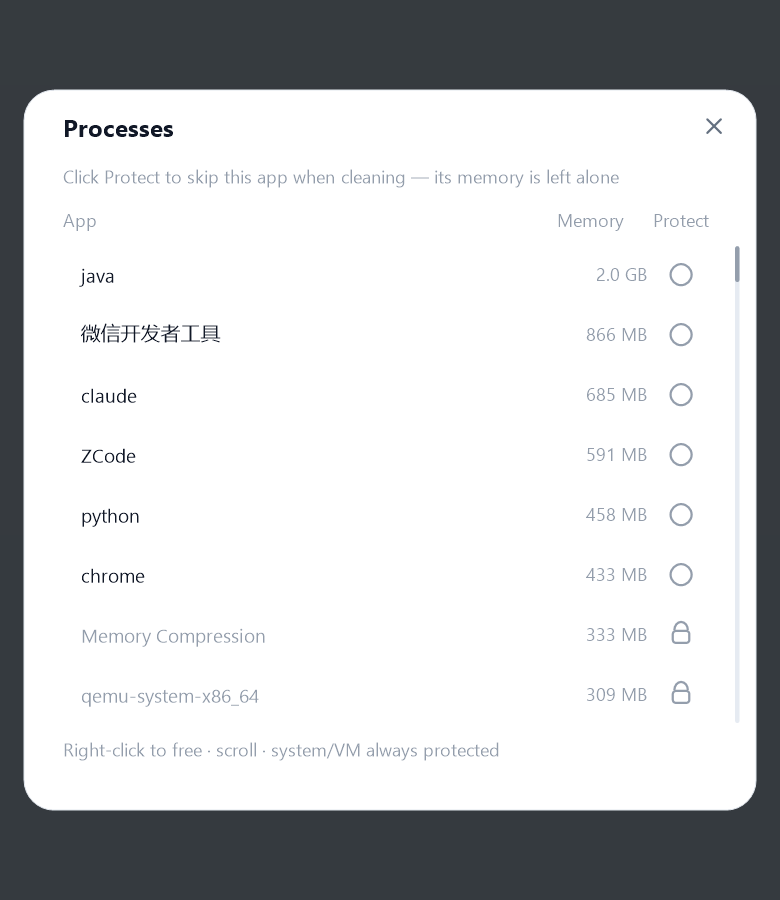 Processes
Click Protect to skip this app when cleaning — its memory is left alone
App Memory Protect
java 2.0 GB
微信开发者工具 866 MB
claude 685 MB
ZCode 591 MB
python 458 MB
chrome 433 MB
Memory Compression 333 MB
qemu-system-x86_64 309 MB
Right-click to free · scroll · system/VM always protected